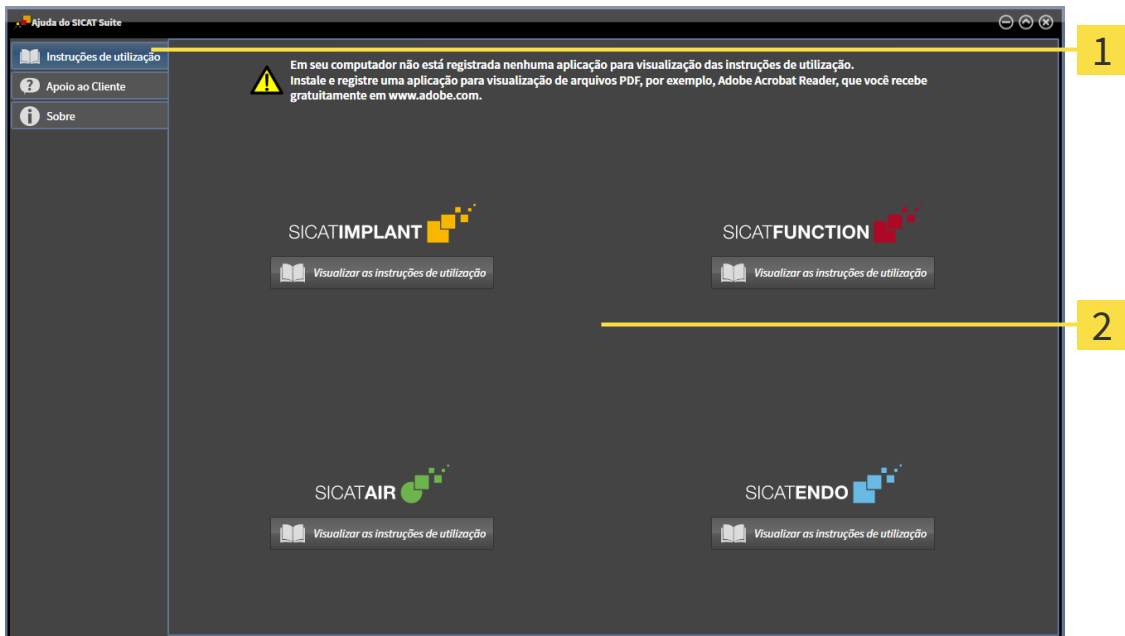 Ajuda do SICAT Suite
Instruções de utilização
1
Apoio ao Cliente
Sobre
Em seu computador não está registrada nenhuma aplicação para visualização das instruções de utilização.
Instale e registre uma aplicação para visualização de arquivos PDF, por exemplo, Adobe Acrobat Reader, que você recebe
gratuitamente em www.adobe.com.
SICATIMPLANT
Visualizar as instruções de utilização
SICATFUNCTION
Visualizar as instruções de utilização
2
SICATAIR
Visualizar as instruções de utilização
SICATENDO
Visualizar as instruções de utilização